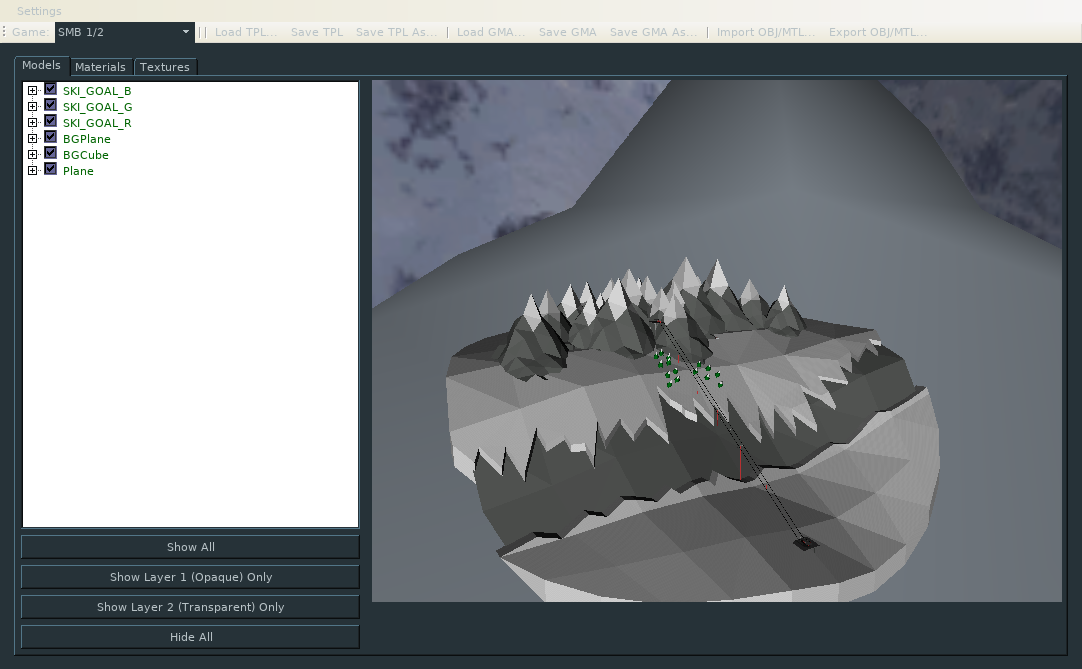 Settings
Game: SMB 1/2 Load TPL... Save TPL Save TPL As... Load GMA... Save GMA Save GMA As... Import OBJ/MTL... Export OBJ/MTL...
Models Materials Textures
SKI_GOAL_B
SKI_GOAL_G
SKI_GOAL_R
BGPlane
BGCube
Plane
Show All
Show Layer 1 (Opaque) Only
Show Layer 2 (Transparent) Only
Hide All